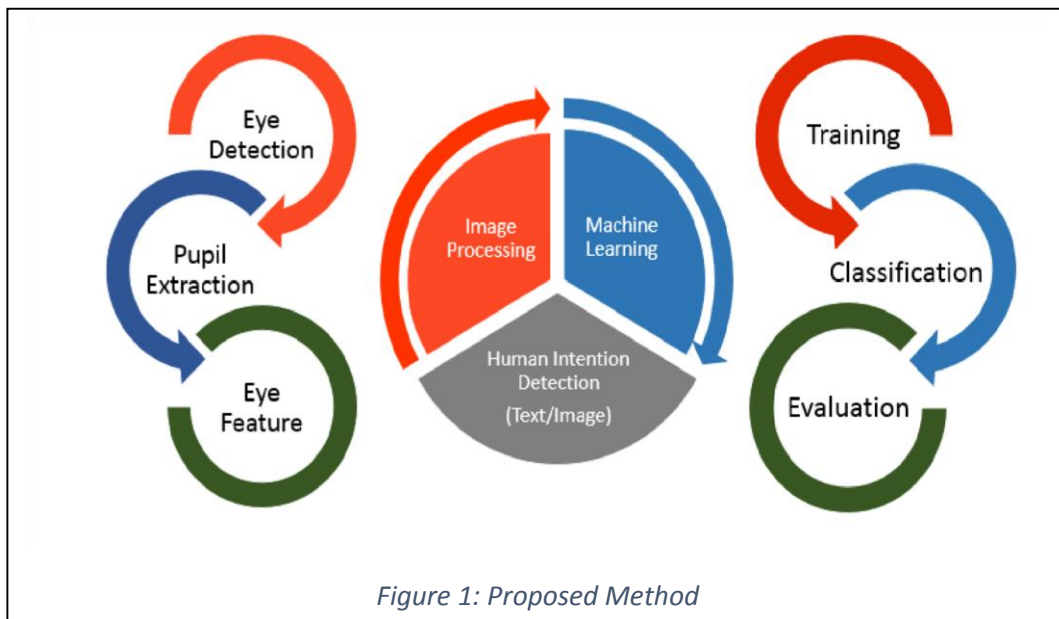 Eye
Detection
Pupil
Extraction
Eye
Feature
Image
Processing
Machine
Learning
Human Intention
Detection
(Text/Image)
Training
Classification
Evaluation
Figure 1: Proposed Method